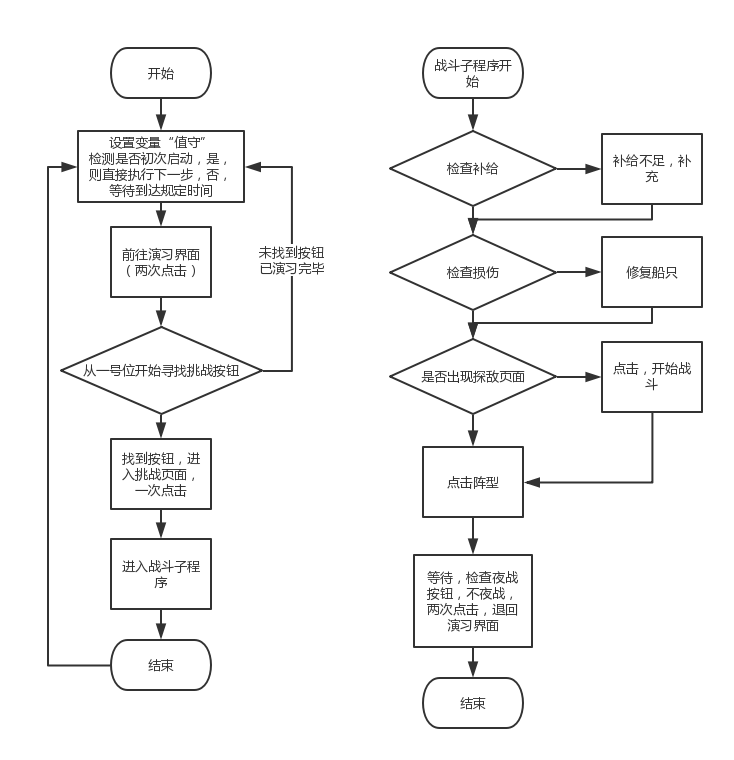 开始
设置变量“值守”
检测是否初次启动，是，
则直接执行下一步，否，
等待到达规定时间
前往演习界面
（两次点击）
未找到按钮
已演习完毕
从一号位开始寻找挑战按钮
找到按钮，进
入挑战页面，
一次点击
进入战斗子程
序
结束
战斗子程序开
始
检查补给
补给不足，补
充
检查损伤
修复船只
是否出现探敌页面
点击，开始战
斗
点击阵型
等待，检查夜战
按钮，不夜战，
两次点击，退回
演习界面
结束